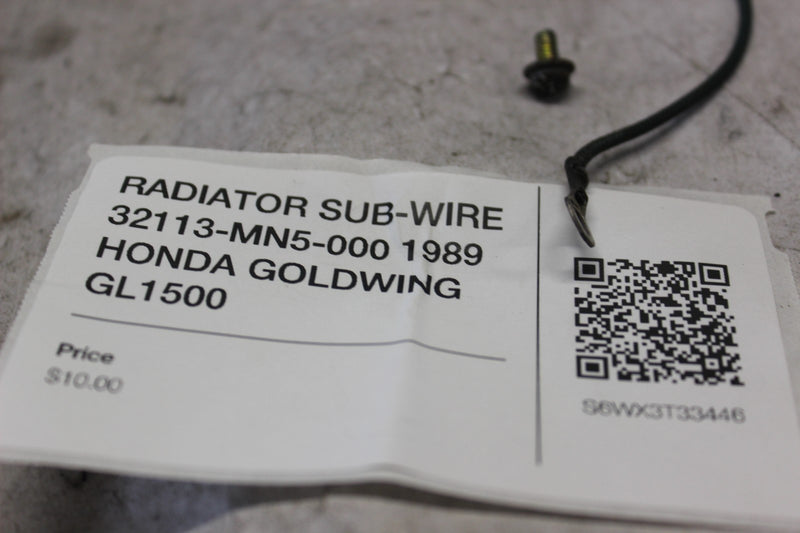 RADIATOR SUB-WIRE
32113-MN5-000 1989
HONDA GOLDWING
GL1500
Price
$10.00
S6WX3T33446